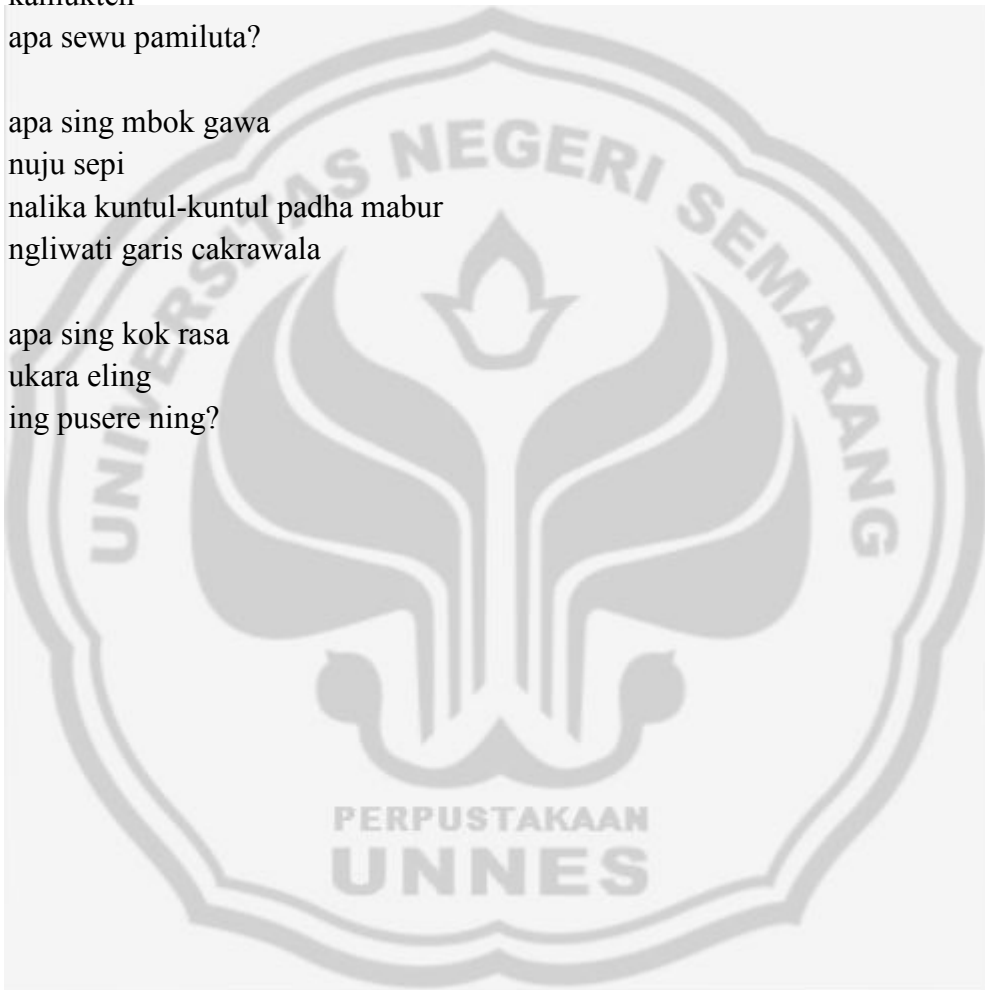 apa sewu pamiluta?
apa sing mbok gawa
nuju sepi
nalika kuntul-kuntul padha mabur
ngliwati garis cakrawala
apa sing kok rasa
ukara eling
ing pusere ning?
UNIVERSITAS NEGERI SEMARANG
PERPUSTAKAAN
UNNES